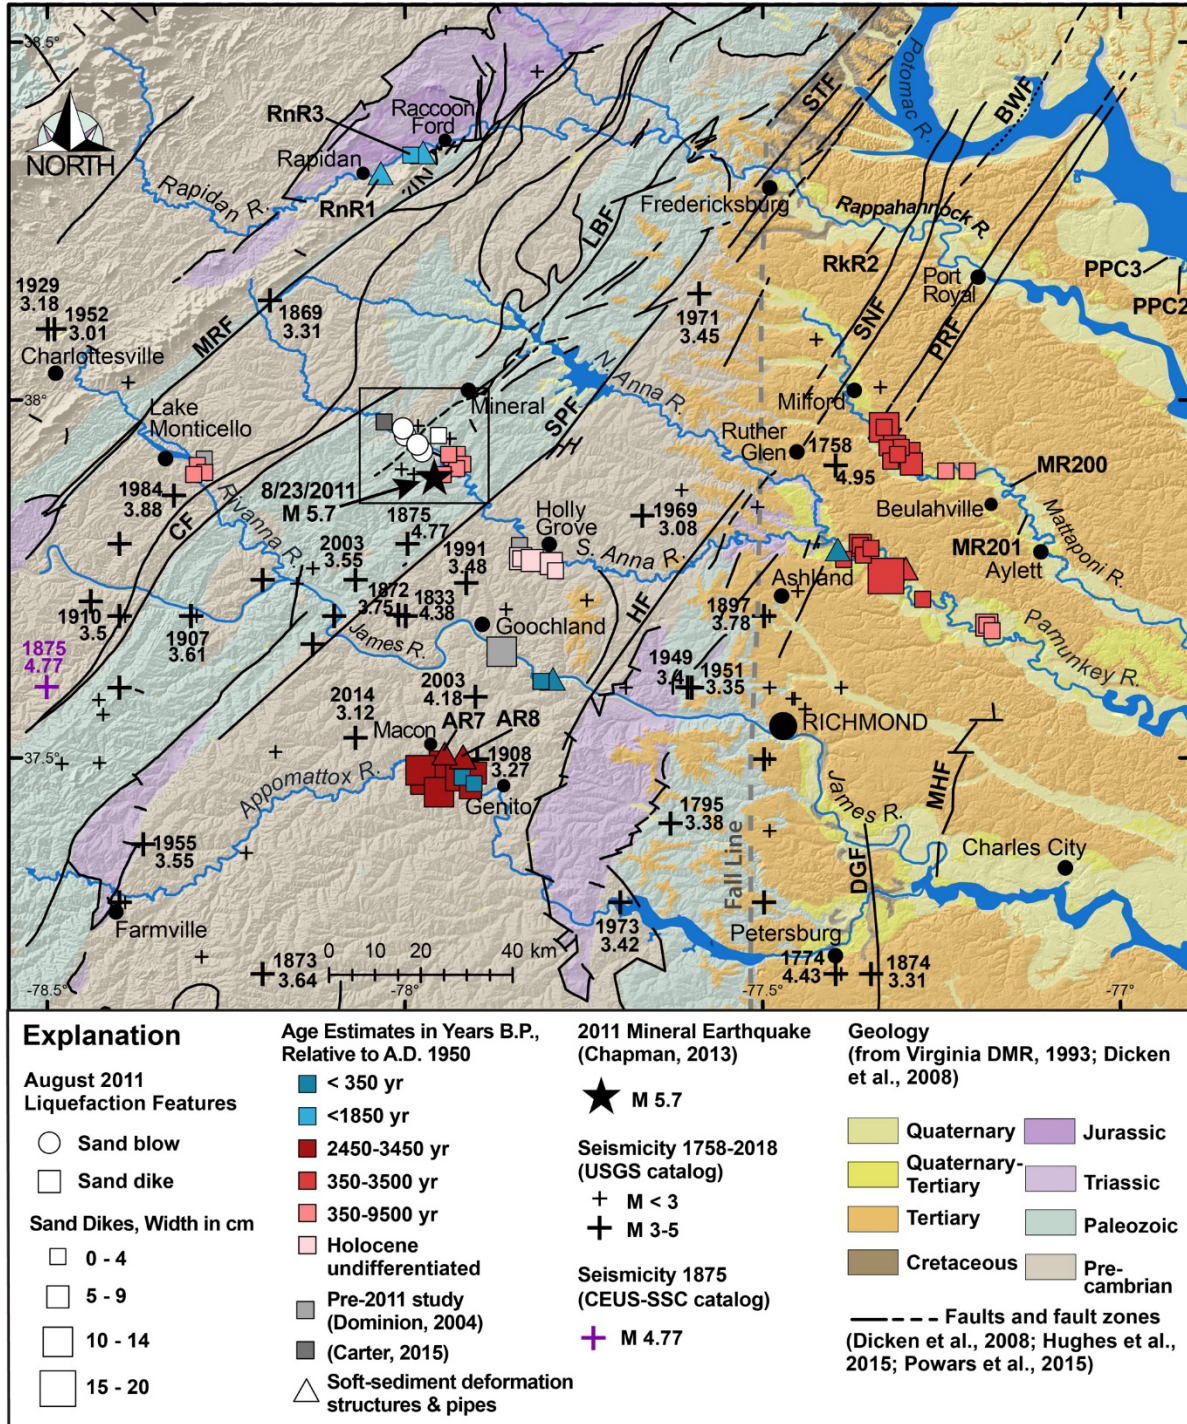 38.5°
NORTH
RnR3
Raccoon
Ford
Rapidan
RnR1
Rapidan R.
STF
Potomac R.
BWF
Fredericksburg
Rappahannock R.
LBF
RkR2
Port
Royal
PPC3
PPC2
1929
3.18
1952
3.01
Charlottesville
MRF
1869
3.31
1971
3.45
SNF
PRF
N. Anna R.
38°
Mineral
SPF
Milford
Lake
Monticello
Ruther
Glen
1758
4.95
MR200
Beulahville
Mattaponi R.
8/23/2011
M 5.7
1984
3.88
CF
Rivanna R.
1875
4.77
Holly
Grove
1969
3.08
S. Anna R.
MR201
Aylett
2003
3.55
1991
3.48
Ashland
1910
3.5
1907
3.61
1872
3.75
1833
4.38
James R.
Goochland
HF
1897
3.78
Pamunkey R.
1875
4.77
1949
3.4
1951
3.35
2014
3.12
2003
4.18
Macon
AR7
AR8
RICHMOND
37.5°
1908
3.27
Appomattox R.
Genito
James R.
MHF
1795
3.38
Fall Line
1955
3.55
DGF
Charles City
Farmville
1973
3.42
Petersburg
0 10 20 40 km
1873
3.64
1774
4.43
1874
3.31
-78.5°
-78°
-77.5°
-77°
Explanation
August 2011
Liquefaction Features
Sand blow
Sand dike
Sand Dikes, Width in cm
0 - 4
5 - 9
10 - 14
15 - 20
Age Estimates in Years B.P.,
Relative to A.D. 1950
< 350 yr
<1850 yr
2450-3450 yr
350-3500 yr
350-9500 yr
Holocene
undifferentiated
Pre-2011 study
(Dominion, 2004)
(Carter, 2015)
Soft-sediment deformation
structures & pipes
2011 Mineral Earthquake
(Chapman, 2013)
M 5.7
Seismicity 1758-2018
(USGS catalog)
M < 3
M 3-5
Seismicity 1875
(CEUS-SSC catalog)
M 4.77
Geology
(from Virginia DMR, 1993; Dicken
et al., 2008)
Quaternary
Quaternary-
Tertiary
Tertiary
Cretaceous
Jurassic
Triassic
Paleozoic
Pre-
cambrian
Faults and fault zones
(Dicken et al., 2008; Hughes et al.,
2015; Powars et al., 2015)